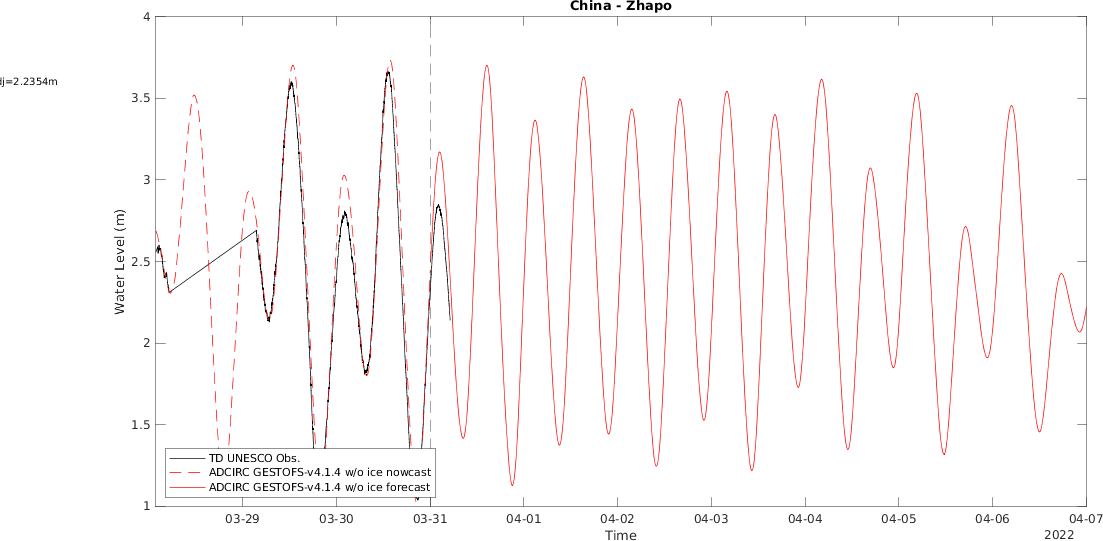 China - Zhapo
dj=2.2354m
Water Level (m)
4
3.5
3
2.5
2
1.5
1
TD UNESCO Obs.
ADCIRC GESTOFS-v4.1.4 w/o ice nowcast
ADCIRC GESTOFS-v4.1.4 w/o ice forecast
03-29 03-30 03-31 04-01 04-02 04-03 04-04 04-05 04-06 04-07
Time
2022